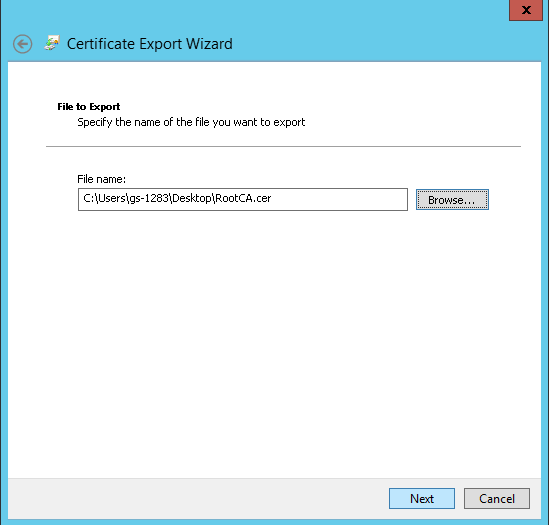 x
Certificate Export Wizard
File to Export
Specify the name of the file you want to export
File name:
C:\Users\gs-1283\Desktop\RootCA.cer
Browse...
Next
Cancel